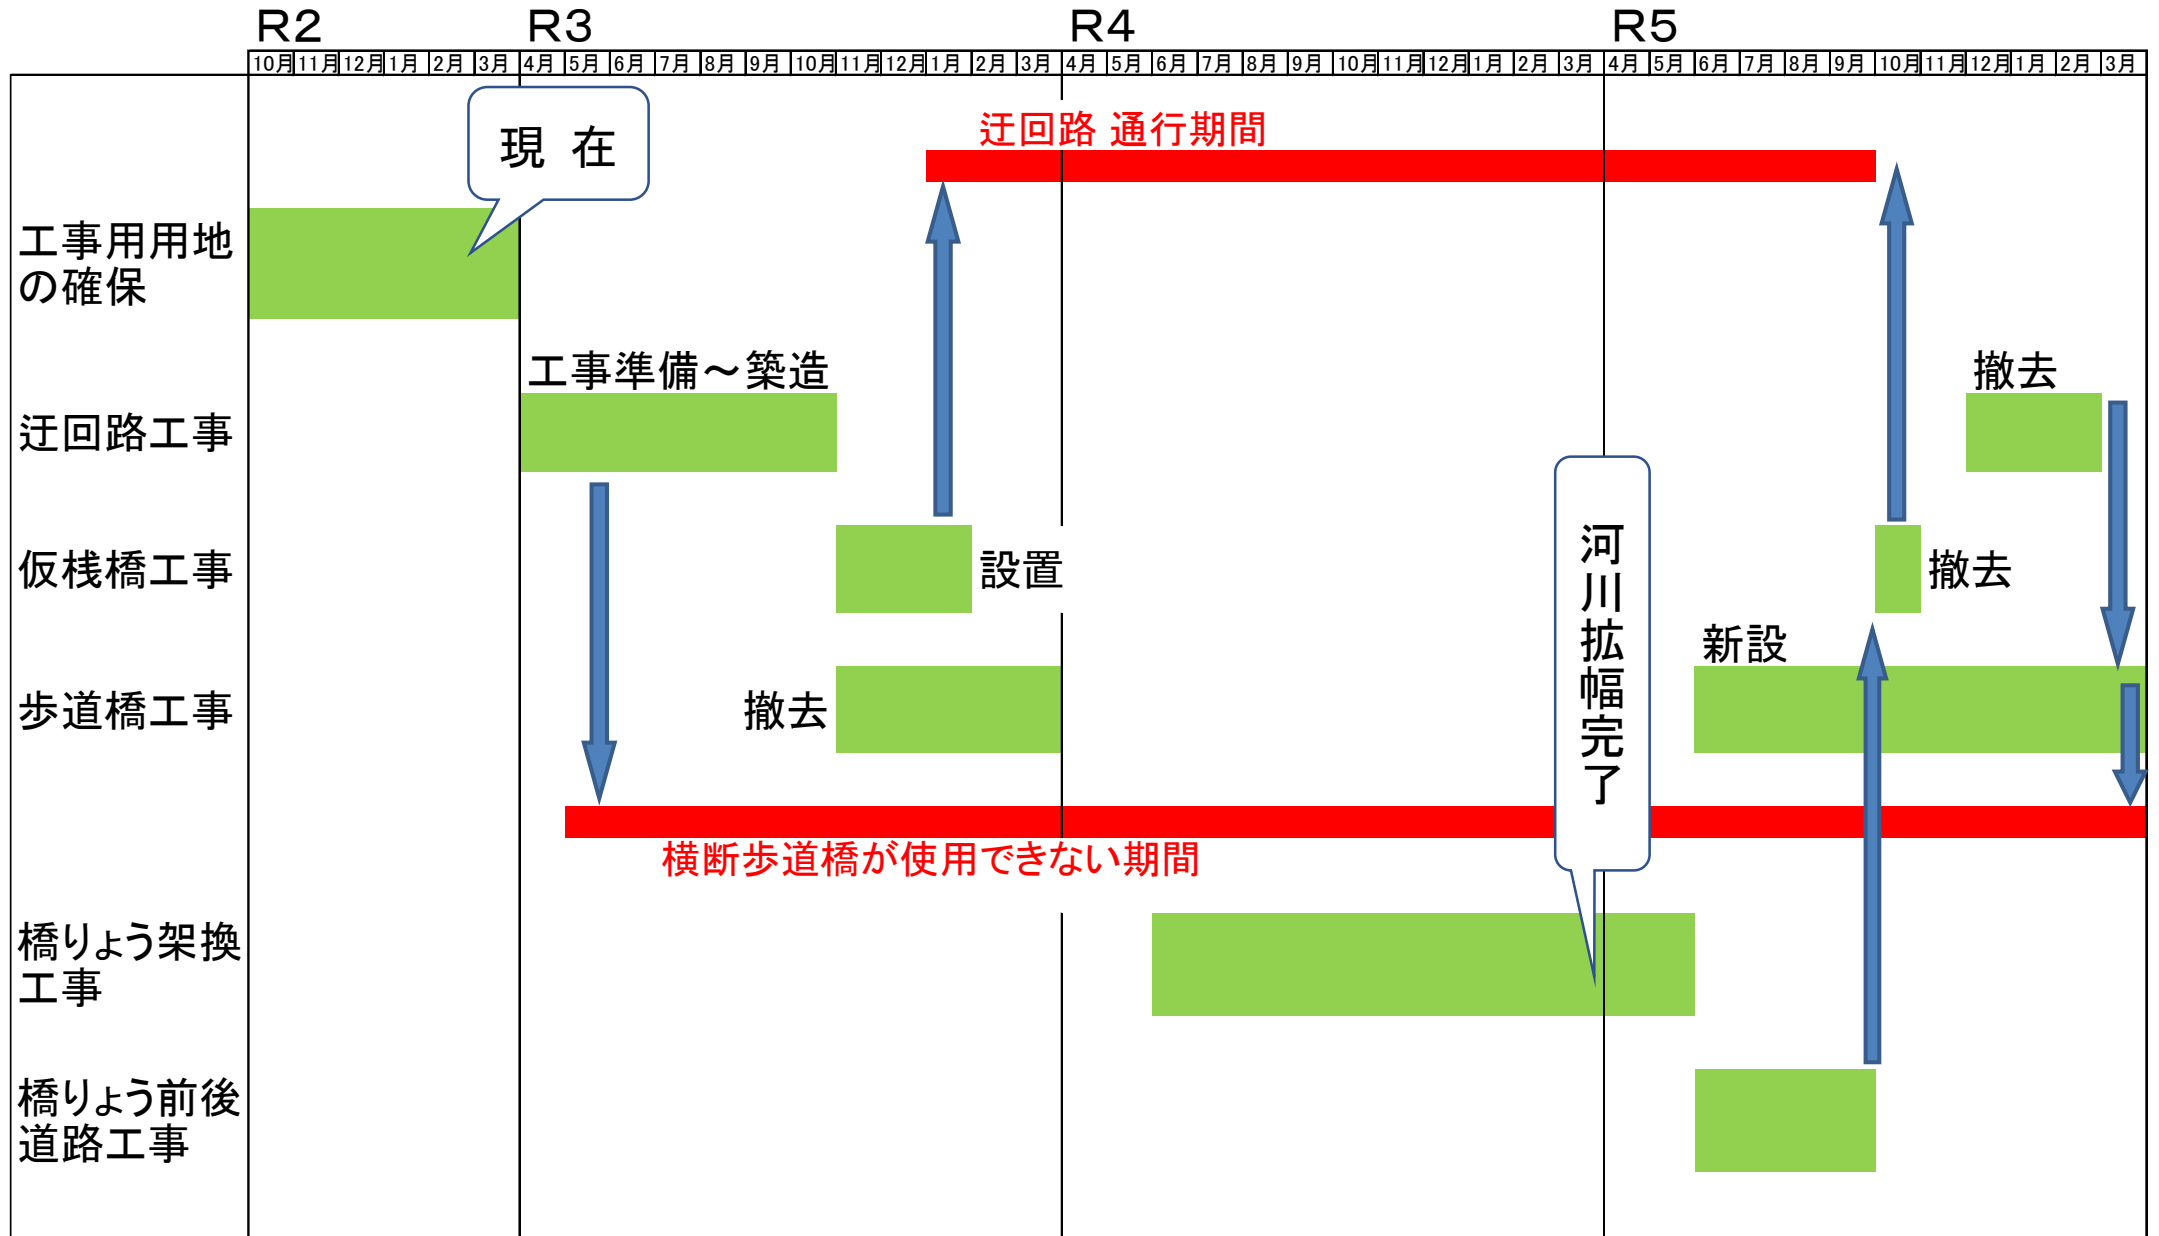 R2 R3 R4 R5
10月 11月 12月 1月 2月 3月 4月 5月 6月 7月 8月 9月 10月 11月 12月 1月 2月 3月 4月 5月 6月 7月 8月 9月 10月 11月 12月 1月 2月 3月 4月 5月 6月 7月 8月 9月 10月 11月 12月 1月 2月 3月
現 在
迂回路 通行期間
工事用用地
の確保
工事準備～築造
撤去
迂回路工事
河川拡幅完了
仮桟橋工事
設置
撤去
新設
歩道橋工事
撤去
横断歩道橋が使用できない期間
橋りょう架換
工事
橋りょう前後
道路工事